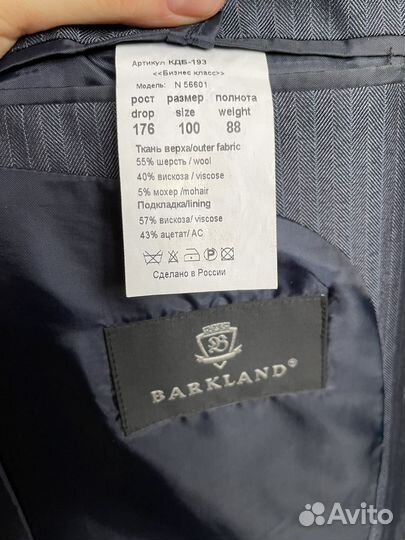 Артикул КДБ-193
<<Бизнес класс>>
Модель: N 56601
рост размер полнота
drop size weight
176 100 88
Ткань верха/outer fabric
55% шерсть / wool
40% вискоза / viscose
5% мохер /mohair
Подкладка/lining
57% вискоза/ viscose
43% ацетат/ AC
Сделано в России
B
BARKLAND®
Avito